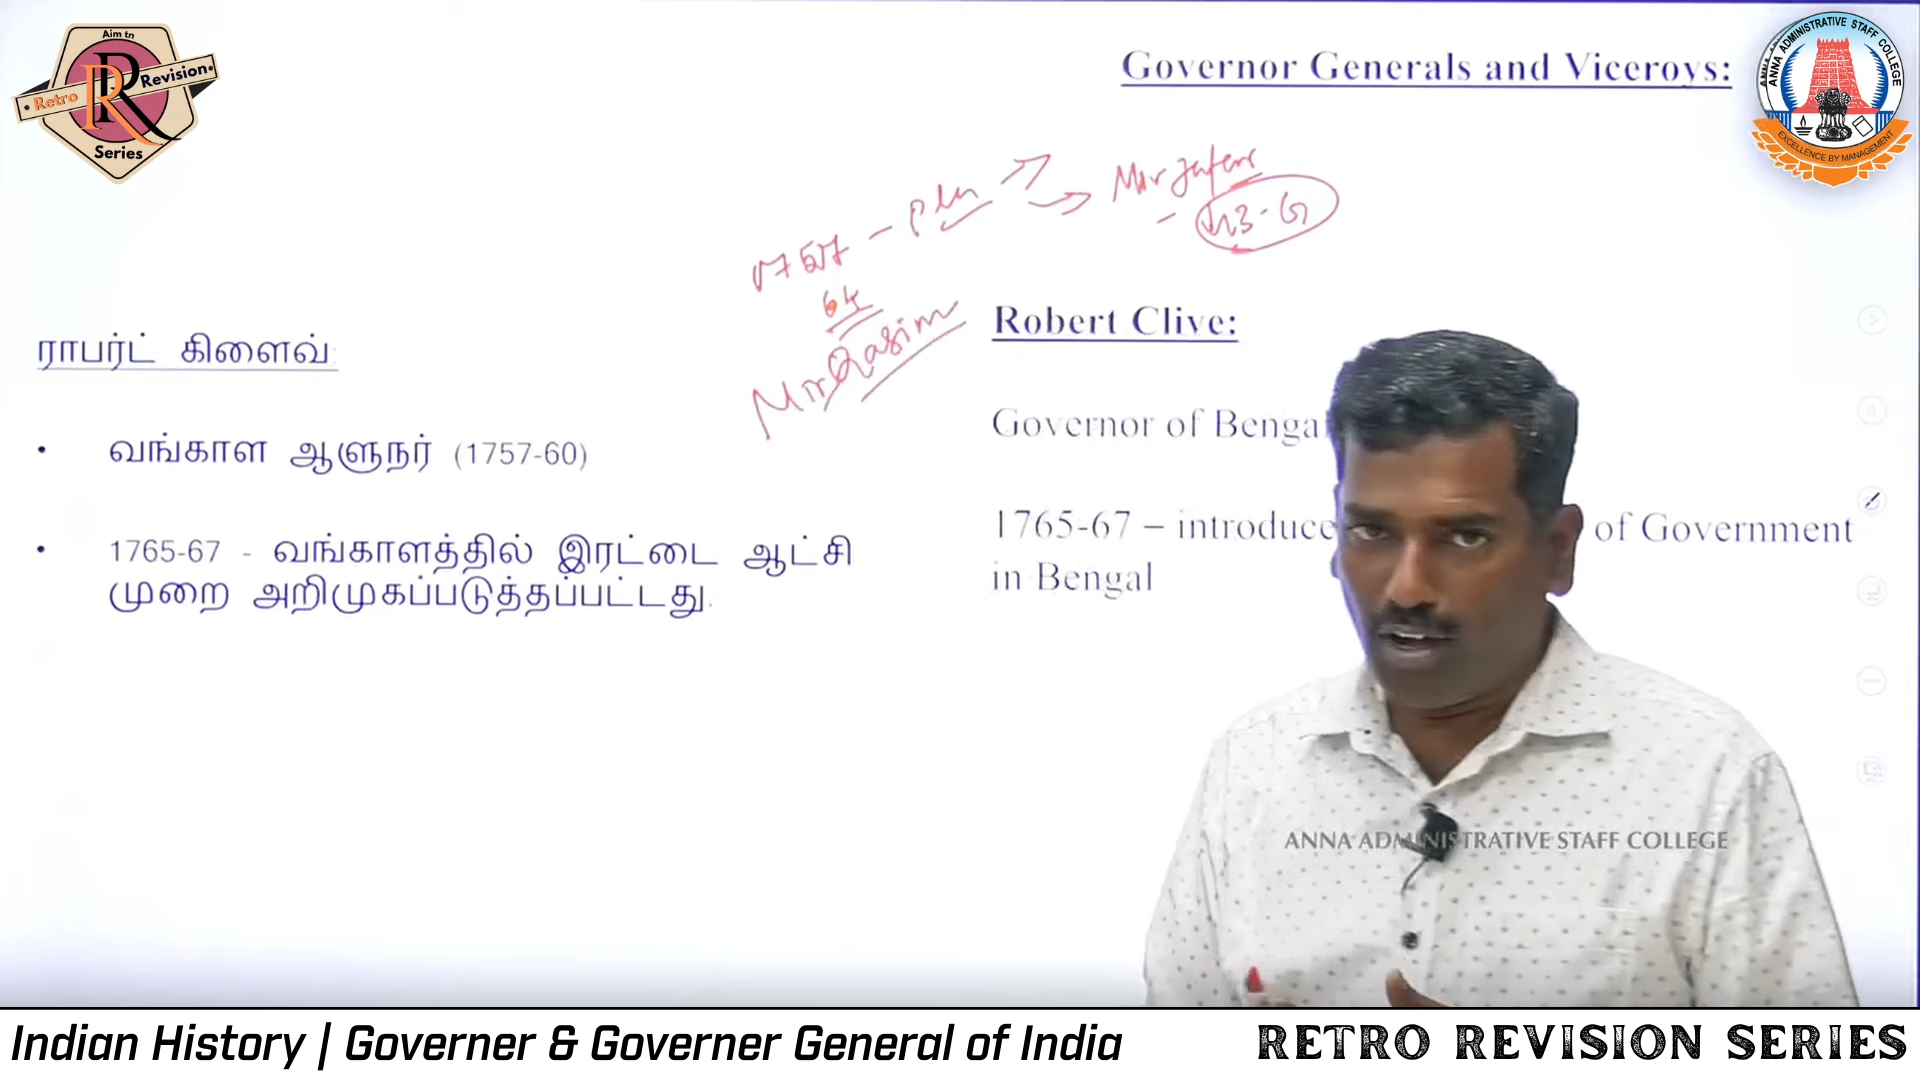 Aim tn
Retro Revision
RR
Series
Governor Generals and Viceroys:
ANNA ADMINISTRATIVE STAFF COLLEGE
EXCELLENCE BY MANAGEMENT
1757 - Pla
Mir Jafar
64
Mir Qasim
ராபர்ட் கிளைவ்:
• வங்காள ஆளுநர் (1757-60)
• 1765-67 - வங்காளத்தில் இரட்டை ஆட்சி
முறை அறிமுகப்படுத்தப்பட்டது.
Robert Clive:
Governor of Benga
1765-67 – introduce of Government
in Bengal
ANNA ADMINISTRATIVE STAFF COLLEGE
Indian History | Governer & Governer General of India
RETRO REVISION SERIES